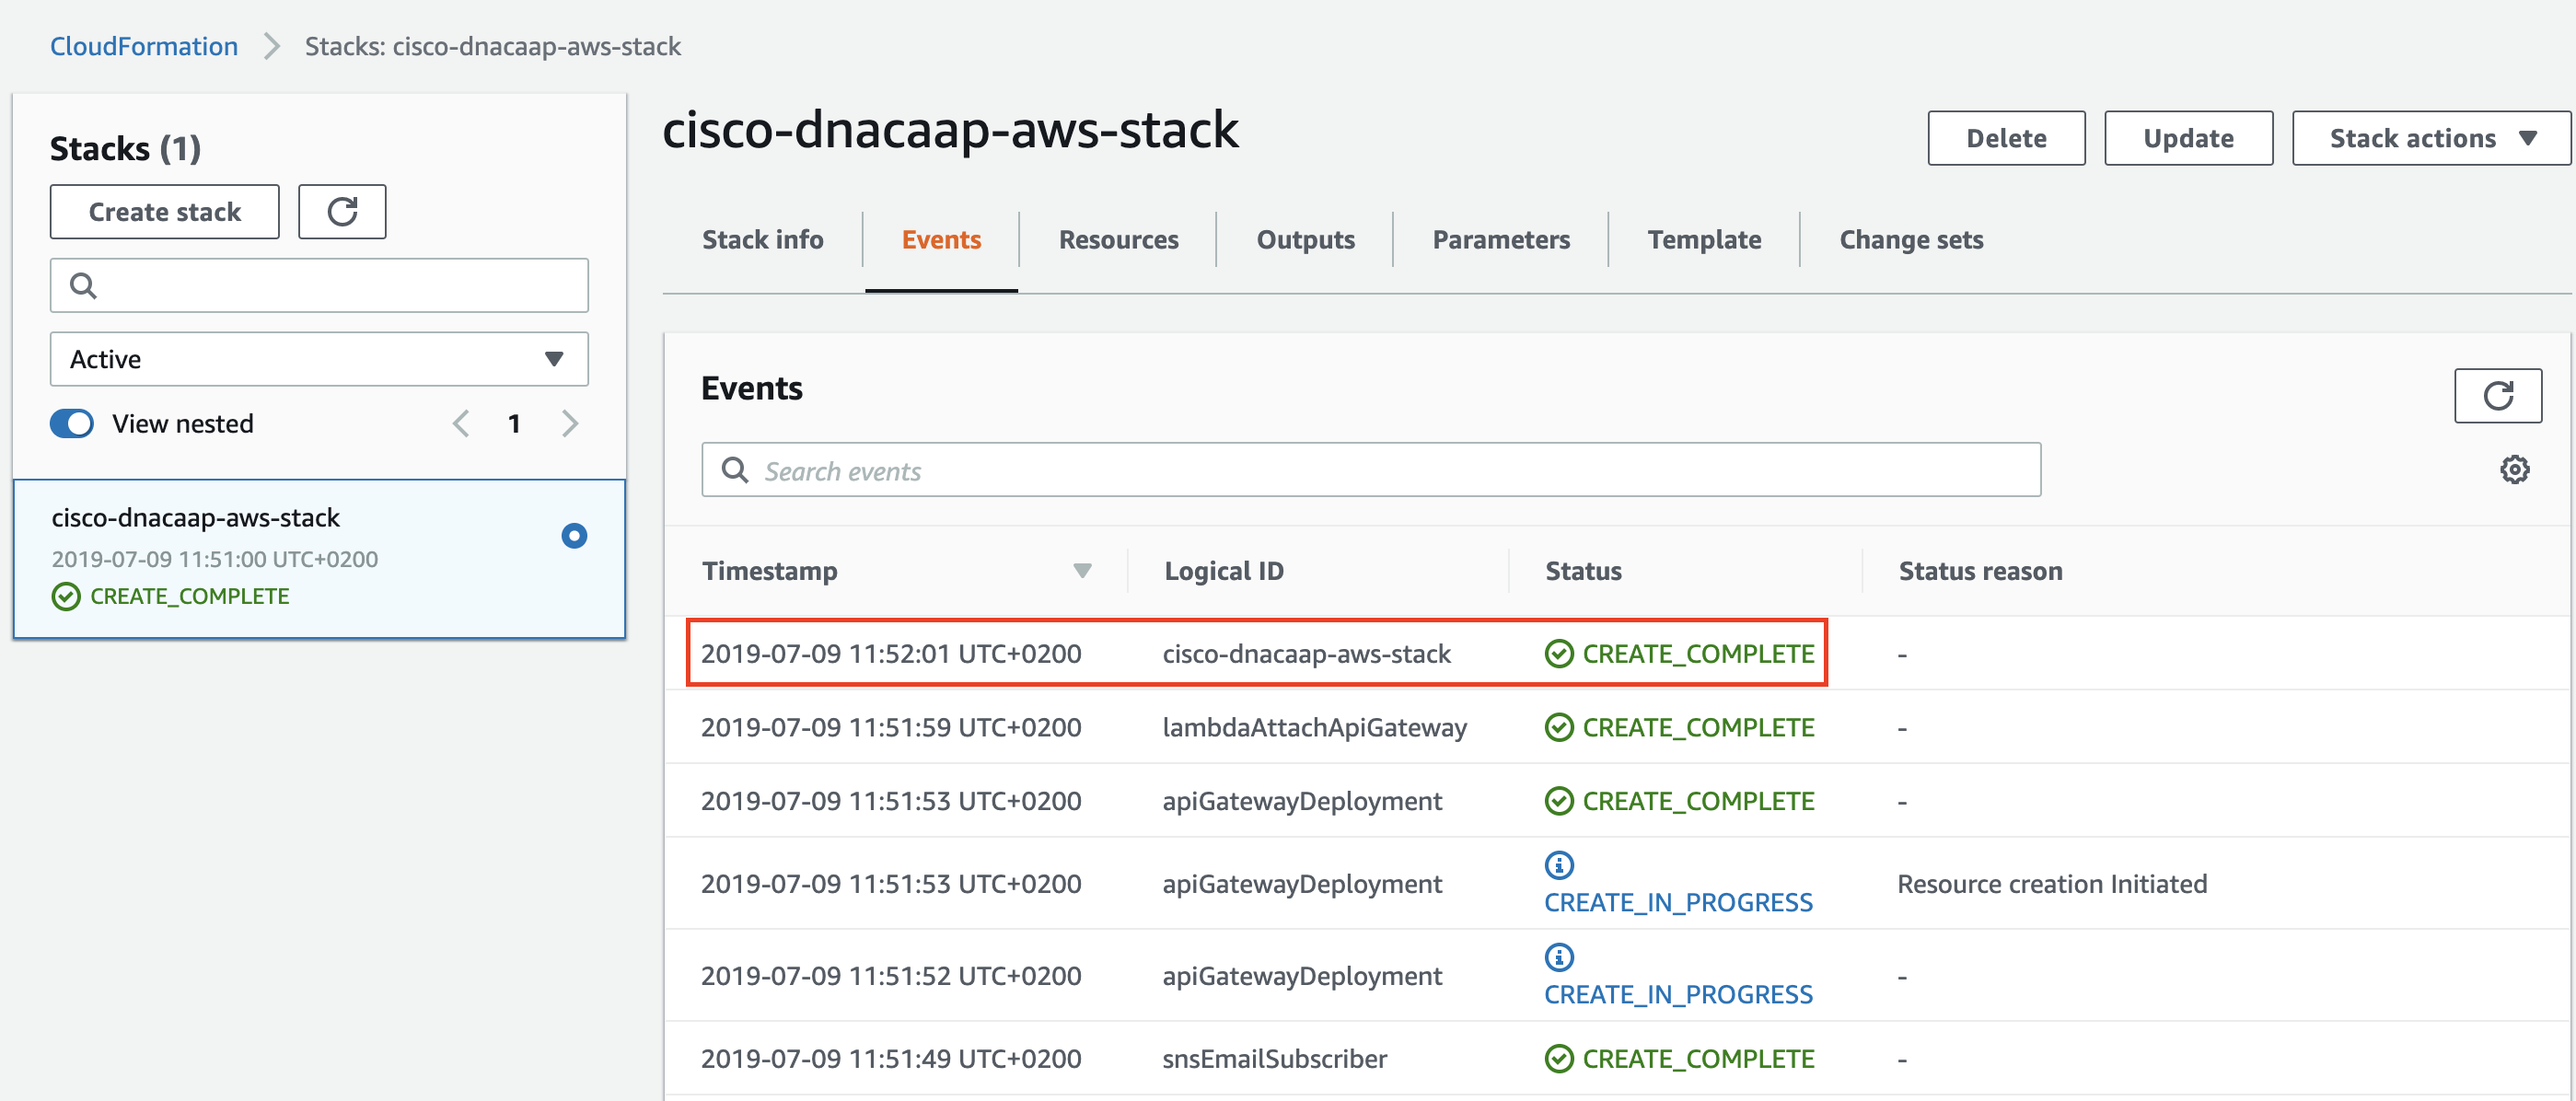 CloudFormation > Stacks: cisco-dnacaap-aws-stack
Stacks (1)
Create stack
Active
View nested
1
cisco-dnacaap-aws-stack
2019-07-09 11:51:00 UTC+0200
CREATE_COMPLETE
cisco-dnacaap-aws-stack
Delete Update Stack actions
Stack info Events Resources Outputs Parameters Template Change sets
Events
Search events
Timestamp Logical ID Status Status reason
2019-07-09 11:52:01 UTC+0200 cisco-dnacaap-aws-stack CREATE_COMPLETE -
2019-07-09 11:51:59 UTC+0200 lambdaAttachApiGateway CREATE_COMPLETE -
2019-07-09 11:51:53 UTC+0200 apiGatewayDeployment CREATE_COMPLETE -
2019-07-09 11:51:53 UTC+0200 apiGatewayDeployment CREATE_IN_PROGRESS Resource creation Initiated
2019-07-09 11:51:52 UTC+0200 apiGatewayDeployment CREATE_IN_PROGRESS -
2019-07-09 11:51:49 UTC+0200 snsEmailSubscriber CREATE_COMPLETE -